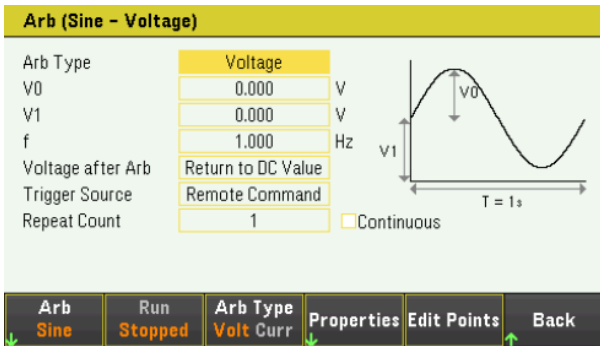 Arb (Sine - Voltage)
Arb Type Voltage
V0 0.000 V
V1 0.000 V
f 1.000 Hz
Voltage after Arb Return to DC Value
Trigger Source Remote Command
Repeat Count 1 Continuous
V0
V1
T = 1s
Arb Run Arb Type Properties Edit Points Back
Sine Stopped Volt Curr